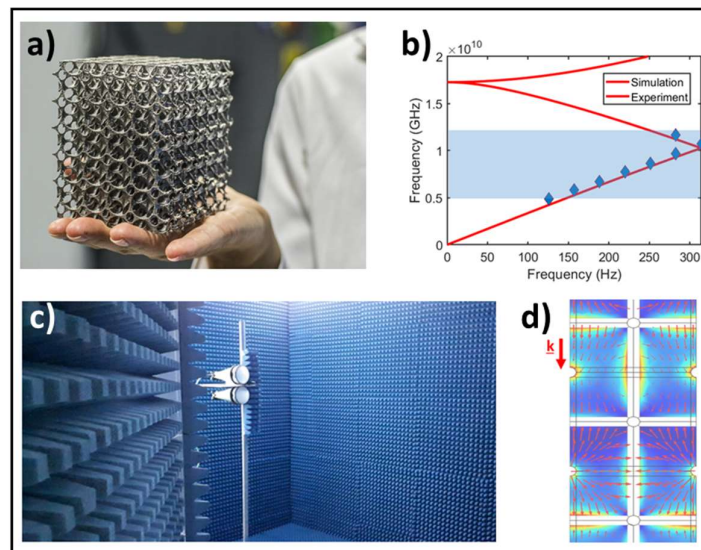 a)
b)
×10^10
2
1.5
1
0.5
0
Frequency (GHz)
Simulation
Experiment
0 50 100 150 200 250 300
Frequency (Hz)
c)
d)
k